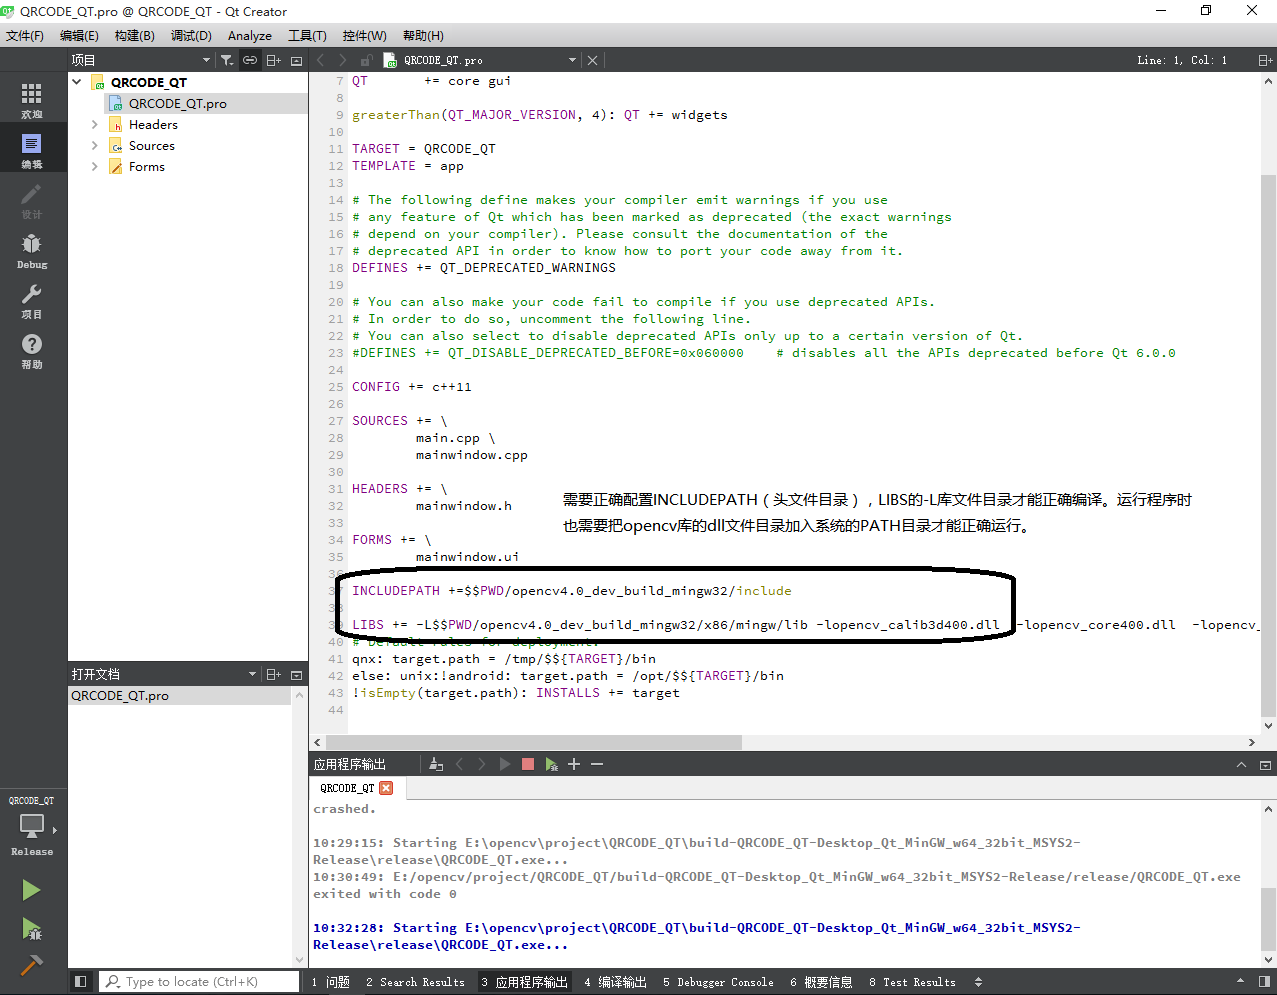 QRCODE_QT.pro @ QRCODE_QT - Qt Creator
文件(F) 编辑(E) 构建(B) 调试(D) Analyze 工具(T) 控件(W) 帮助(H)
项目
QRCODE_QT.pro
Line: 1, Col: 1
欢迎
编辑
设计
Debug
项目
帮助
QRCODE_QT
QRCODE_QT.pro
Headers
Sources
Forms
7 QT += core gui
8
9 greaterThan(QT_MAJOR_VERSION, 4): QT += widgets
10
11 TARGET = QRCODE_QT
12 TEMPLATE = app
13
14 # The following define makes your compiler emit warnings if you use
15 # any feature of Qt which has been marked as deprecated (the exact warnings
16 # depend on your compiler). Please consult the documentation of the
17 # deprecated API in order to know how to port your code away from it.
18 DEFINES += QT_DEPRECATED_WARNINGS
19
20 # You can also make your code fail to compile if you use deprecated APIs.
21 # In order to do so, uncomment the following line.
22 # You can also select to disable deprecated APIs only up to a certain version of Qt.
23 #DEFINES += QT_DISABLE_DEPRECATED_BEFORE=0x060000 # disables all the APIs deprecated before Qt 6.0.0
24
25 CONFIG += c++11
26
27 SOURCES += \
28 main.cpp \
29 mainwindow.cpp
30
31 HEADERS += \
32 mainwindow.h
33
34 FORMS += \
35 mainwindow.ui
36
INCLUDEPATH +=$$PWD/opencv4.0_dev_build_mingw32/include
LIBS += -L$$PWD/opencv4.0_dev_build_mingw32/x86/mingw/lib -lopencv_calib3d400.dll -lopencv_core400.dll -lopencv_
40 # Default rules for deployment.
41 qnx: target.path = /tmp/$${TARGET}/bin
42 else: unix:!android: target.path = /opt/$${TARGET}/bin
43 !isEmpty(target.path): INSTALLS += target
44
需要正确配置INCLUDEPATH（头文件目录），LIBS的-L库文件目录才能正确编译。运行程序时
也需要把opencv库的dll文件目录加入系统的PATH目录才能正确运行。
打开文档
QRCODE_QT.pro
应用程序输出
QRCODE_QT
crashed.
10:29:15: Starting E:\opencv\project\QRCODE_QT\build-QRCODE_QT-Desktop_Qt_MinGW_w64_32bit_MSYS2-
Release\release\QRCODE_QT.exe...
10:30:49: E:/opencv/project/QRCODE_QT/build-QRCODE_QT-Desktop_Qt_MinGW_w64_32bit_MSYS2-Release/release/QRCODE_QT.exe
exited with code 0
10:32:28: Starting E:\opencv\project\QRCODE_QT\build-QRCODE_QT-Desktop_Qt_MinGW_w64_32bit_MSYS2-
Release\release\QRCODE_QT.exe...
QRCODE_QT
Release
Type to locate (Ctrl+K)
1 问题 2 Search Results 3 应用程序输出 4 编译输出 5 Debugger Console 6 概要信息 8 Test Results